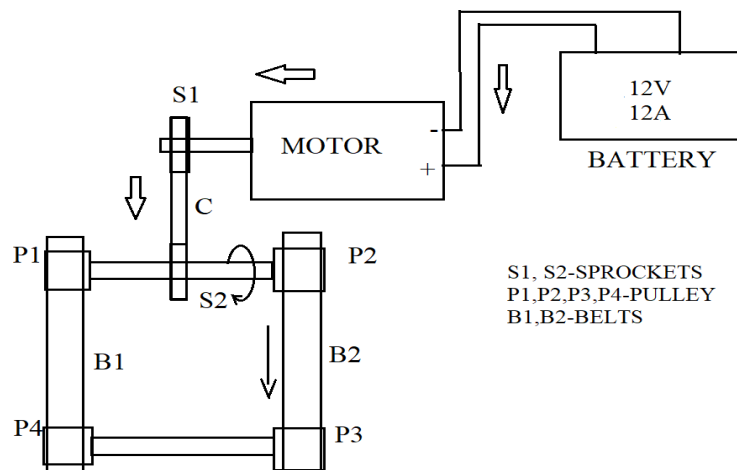 S1
MOTOR
-
+
12V
12A
BATTERY
C
P1
P2
S2
S1, S2-SPROCKETS
P1,P2,P3,P4-PULLEY
B1,B2-BELTS
B1
B2
P4
P3